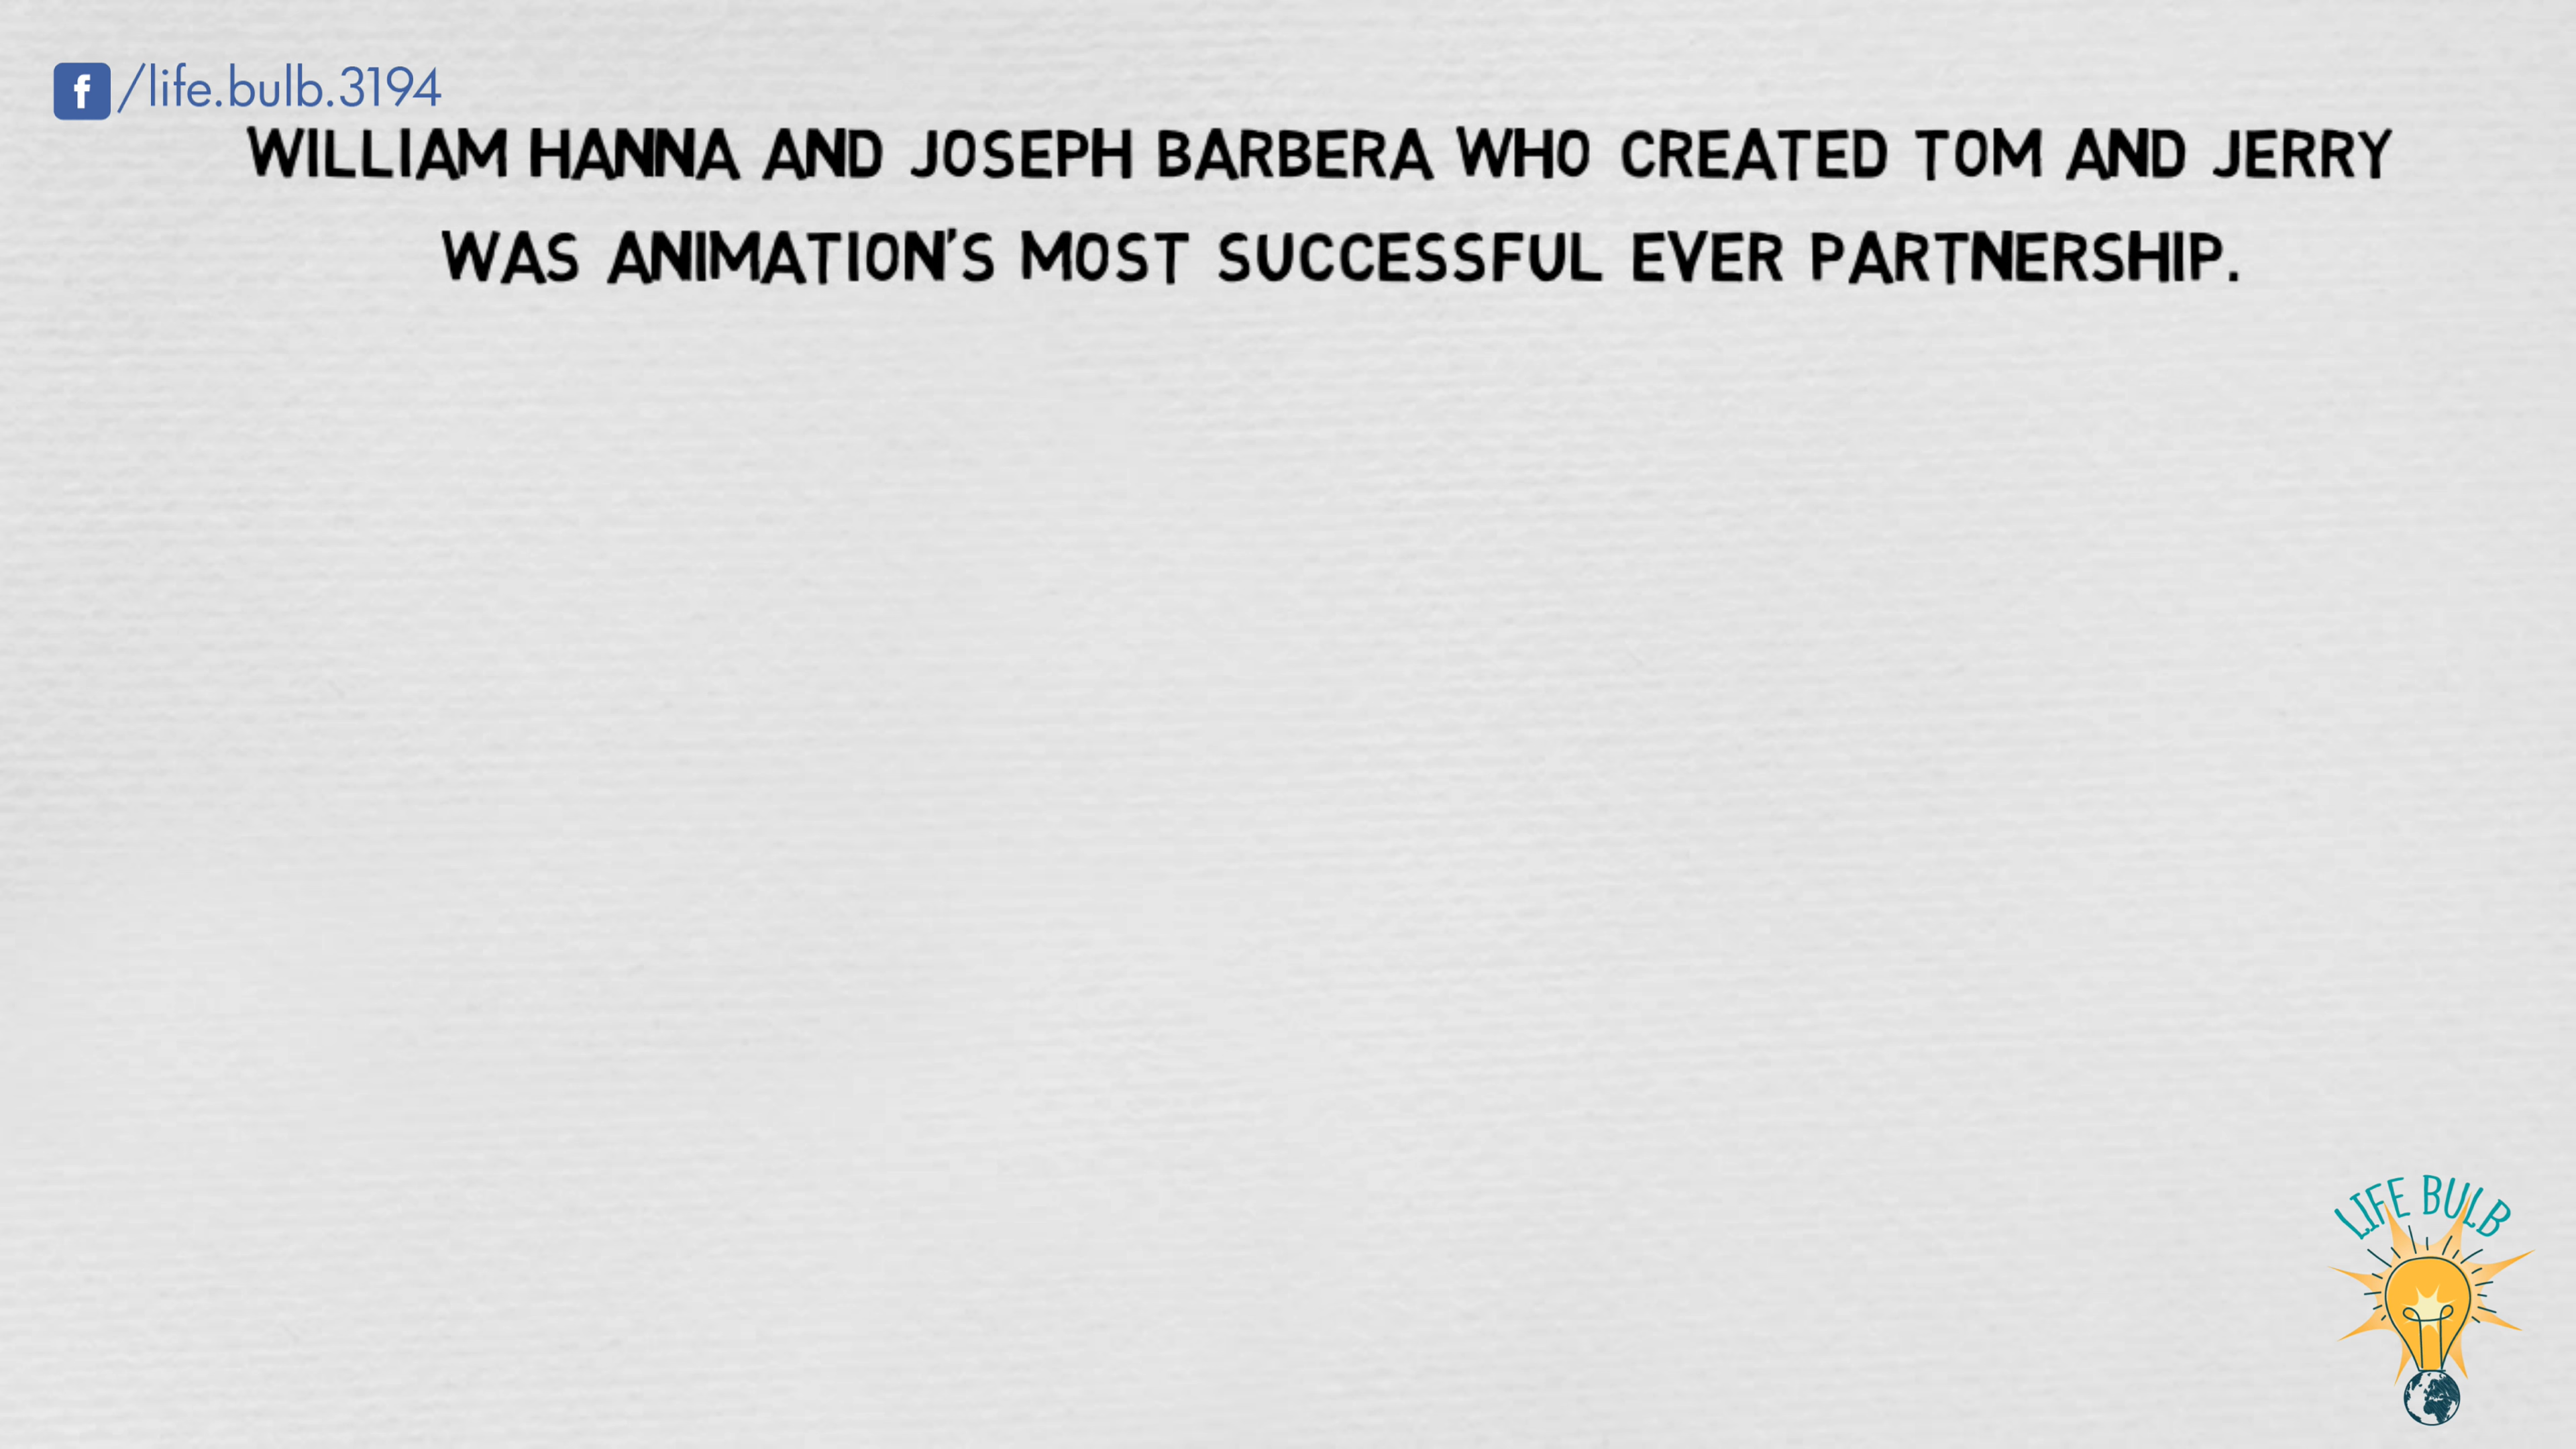 f/life.bulb.3194
WILLIAM HANNA AND JOSEPH BARBERA WHO CREATED TOM AND JERRY
WAS ANIMATION'S MOST SUCCESSFUL EVER PARTNERSHIP.
LIFE BULB